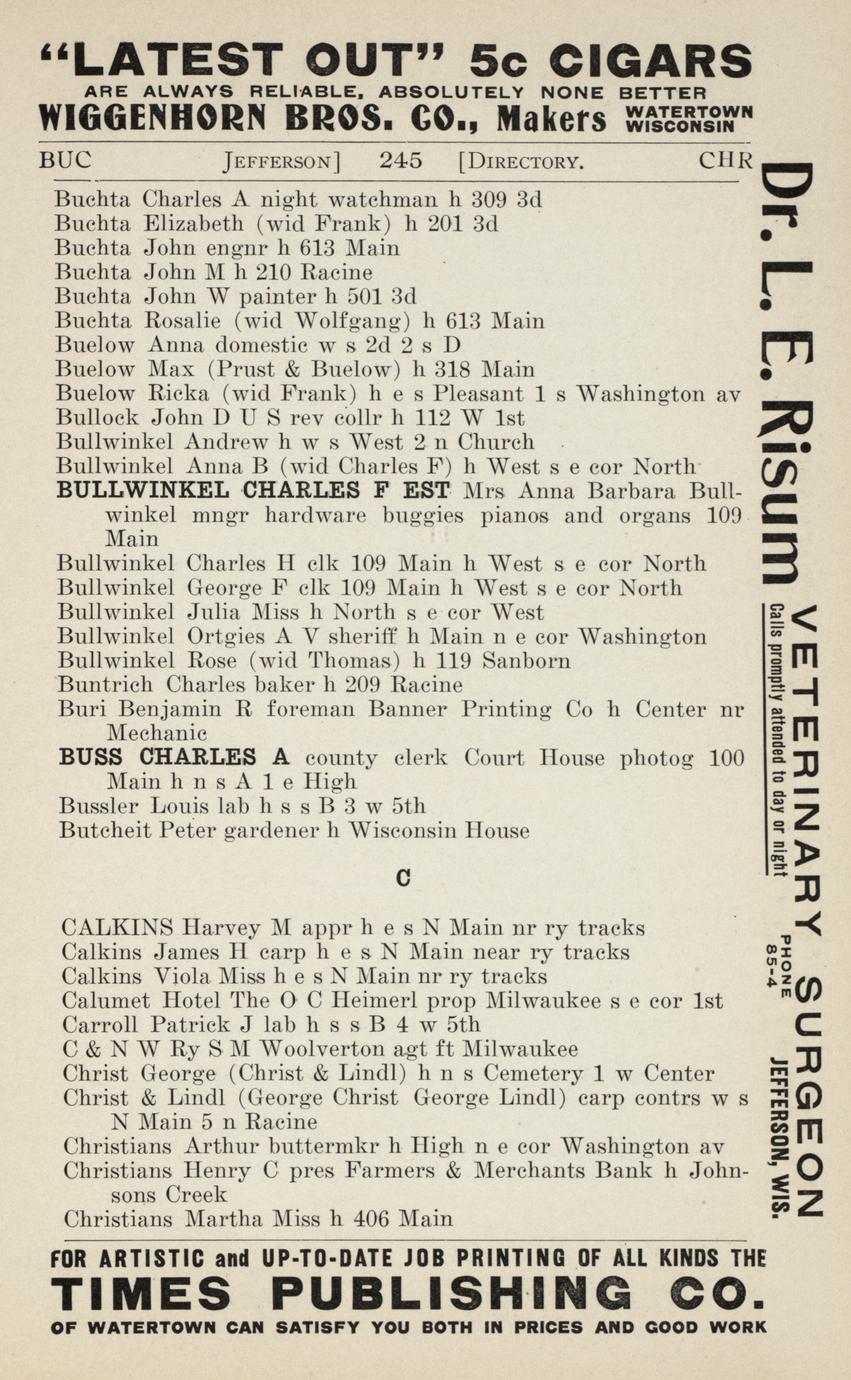 “LATEST OUT” 5c CIGARS
ARE ALWAYS RELIABLE, ABSOLUTELY NONE BETTER
WIGGENHORN BROS. CO., Makers WATERTOWN WISCONSIN
BUC JEFFERSON] 245 [DIRECTORY. CHR
Buchta Charles A night watchman h 309 3d
Buchta Elizabeth (wid Frank) h 201 3d
Buchta John engnr h 613 Main
Buchta John M h 210 Racine
Buchta John W painter h 501 3d
Buchta Rosalie (wid Wolfgang) h 613 Main
Buelow Anna domestic w s 2d 2 s D
Buelow Max (Prust & Buelow) h 318 Main
Buelow Ricka (wid Frank) h e s Pleasant 1 s Washington av
Bullock John D U S rev collr h 112 W 1st
Bullwinkel Andrew h w s West 2 n Church
Bullwinkel Anna B (wid Charles F) h West s e cor North
BULLWINKEL CHARLES F EST Mrs Anna Barbara Bull-
winkel mngr hardware buggies pianos and organs 109
Main
Bullwinkel Charles H clk 109 Main h West s e cor North
Bullwinkel George F clk 109 Main h West s e cor North
Bullwinkel Julia Miss h North s e cor West
Bullwinkel Ortgies A V sheriff h Main n e cor Washington
Bullwinkel Rose (wid Thomas) h 119 Sanborn
Buntrich Charles baker h 209 Racine
Buri Benjamin R foreman Banner Printing Co h Center nr
Mechanic
BUSS CHARLES A county clerk Court House photog 100
Main h n s A 1 e High
Bussler Louis lab h s s B 3 w 5th
Butcheit Peter gardener h Wisconsin House
C
CALKINS Harvey M appr h e s N Main nr ry tracks
Calkins James H carp h e s N Main near ry tracks
Calkins Viola Miss h e s N Main nr ry tracks
Calumet Hotel The O C Heimerl prop Milwaukee s e cor 1st
Carroll Patrick J lab h s s B 4 w 5th
C & N W Ry S M Woolverton agt ft Milwaukee
Christ George (Christ & Lindl) h n s Cemetery 1 w Center
Christ & Lindl (George Christ George Lindl) carp contrs w s
N Main 5 n Racine
Christians Arthur buttermkr h High n e cor Washington av
Christians Henry C pres Farmers & Merchants Bank h John-
sons Creek
Christians Martha Miss h 406 Main
Dr. L. E. Risum
VETERINARY SURGEON
Calls promptly attended to day or night
PHONE
85-4
JEFFERSON, WIS.
FOR ARTISTIC and UP-TO-DATE JOB PRINTING OF ALL KINDS THE
TIMES PUBLISHING CO.
OF WATERTOWN CAN SATISFY YOU BOTH IN PRICES AND GOOD WORK